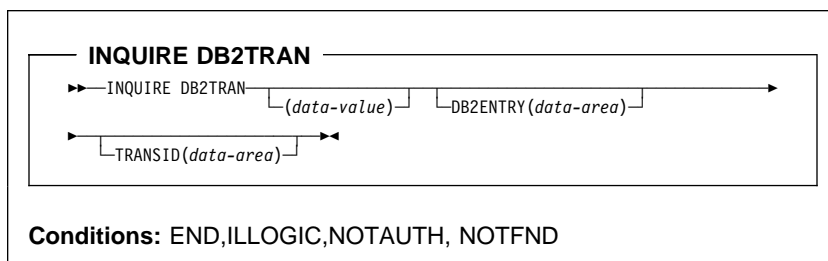 INQUIRE DB2TRAN
INQUIRE DB2TRAN (data-value) DB2ENTRY(data-area)
TRANSID(data-area)
Conditions: END,ILLOGIC,NOTAUTH, NOTFND